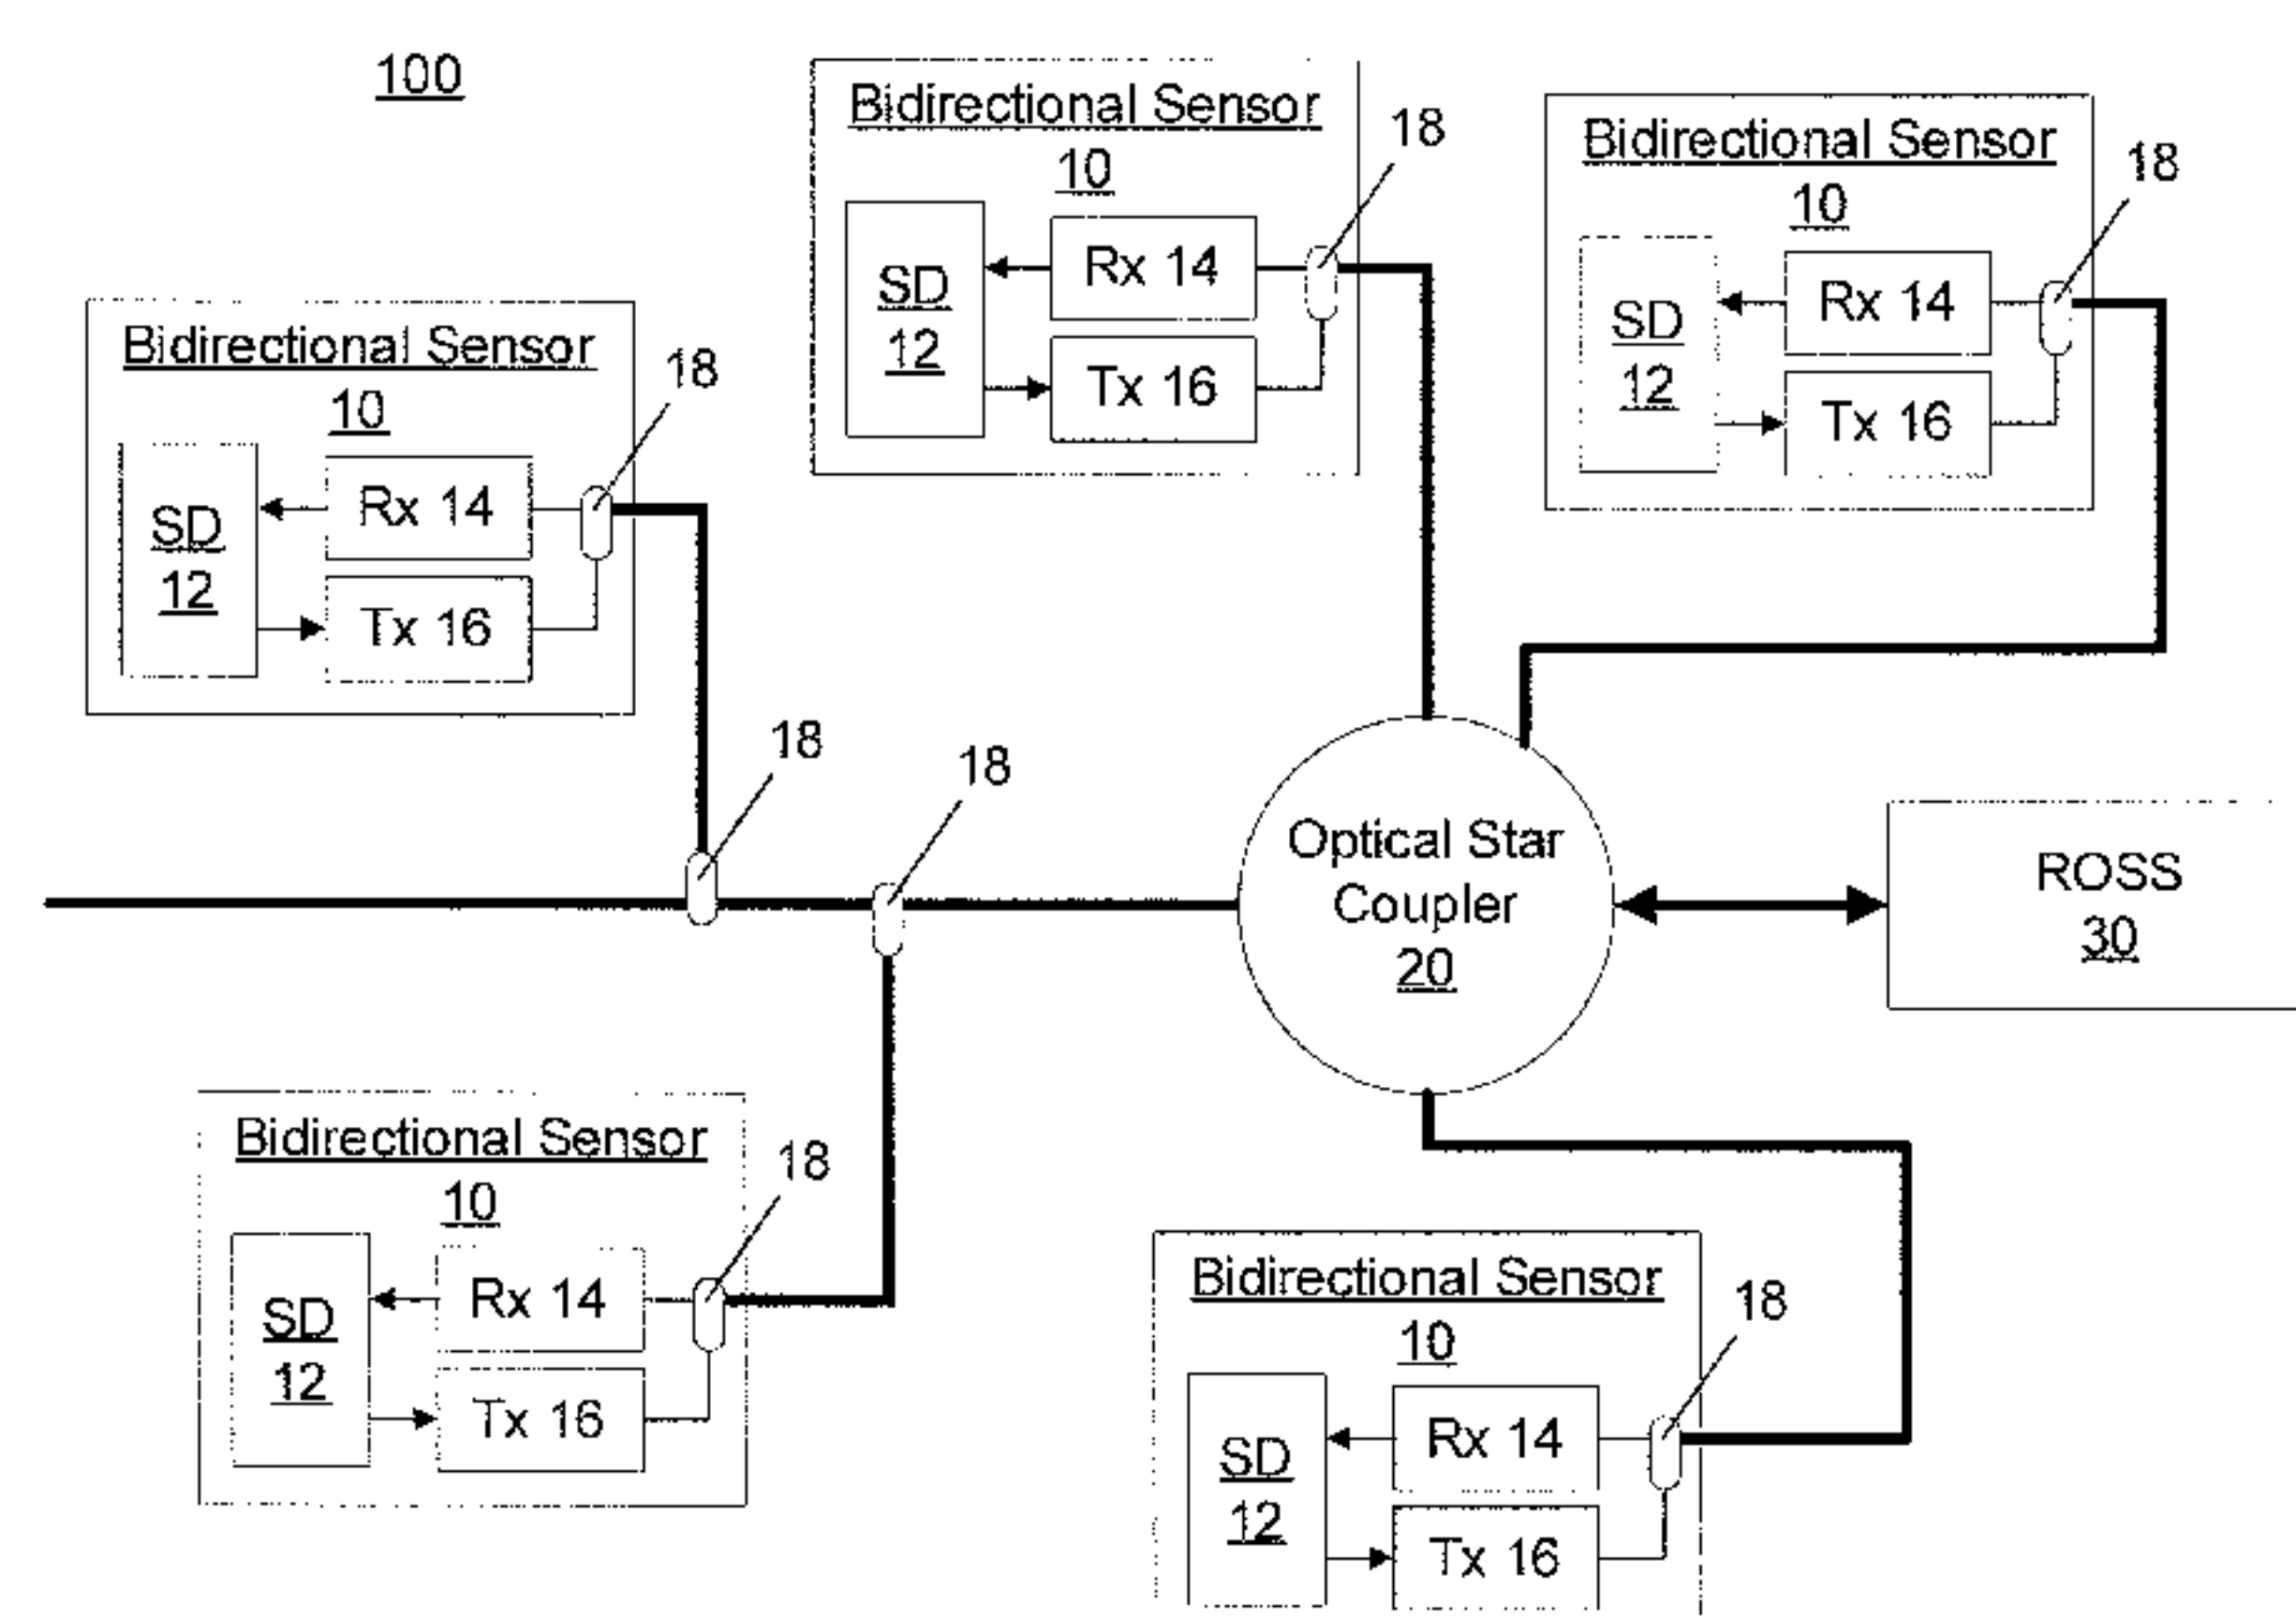 100
Bidirectional Sensor
10
18
SD
12
Rx 14
Tx 16
Bidirectional Sensor
10
18
SD
12
Rx 14
Tx 16
Bidirectional Sensor
10
18
SD
12
Rx 14
Tx 16
18
18
Optical Star
Coupler
20
ROSS
30
Bidirectional Sensor
10
18
SD
12
Rx 14
Tx 16
Bidirectional Sensor
10
18
SD
12
Rx 14
Tx 16